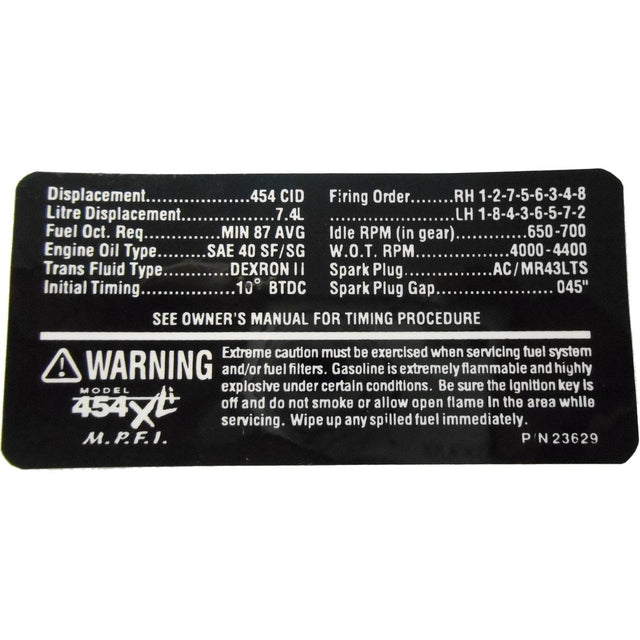 Displacement....................454 CID
Litre Displacement.................7.4L
Fuel Oct. Req.............MIN 87 AVG
Engine Oil Type.........SAE 40 SF/SG
Trans Fluid Type...........DEXRON II
Initial Timing................10° BTDC
Firing Order.......RH 1-2-7-5-6-3-4-8
.....................LH 1-8-4-3-6-5-7-2
Idle RPM (in gear)............650-700
W.O.T. RPM................4000-4400
Spark Plug..............AC/MR43LTS
Spark Plug Gap...................045"
SEE OWNER'S MANUAL FOR TIMING PROCEDURE
WARNING
Extreme caution must be exercised when servicing fuel system
and/or fuel filters. Gasoline is extremely flammable and highly
explosive under certain conditions. Be sure the ignition key is
off and do not smoke or allow open flame in the area while
servicing. Wipe up any spilled fuel immediately.
MODEL
454 XLi
M.P.F.I.
P/N 23629